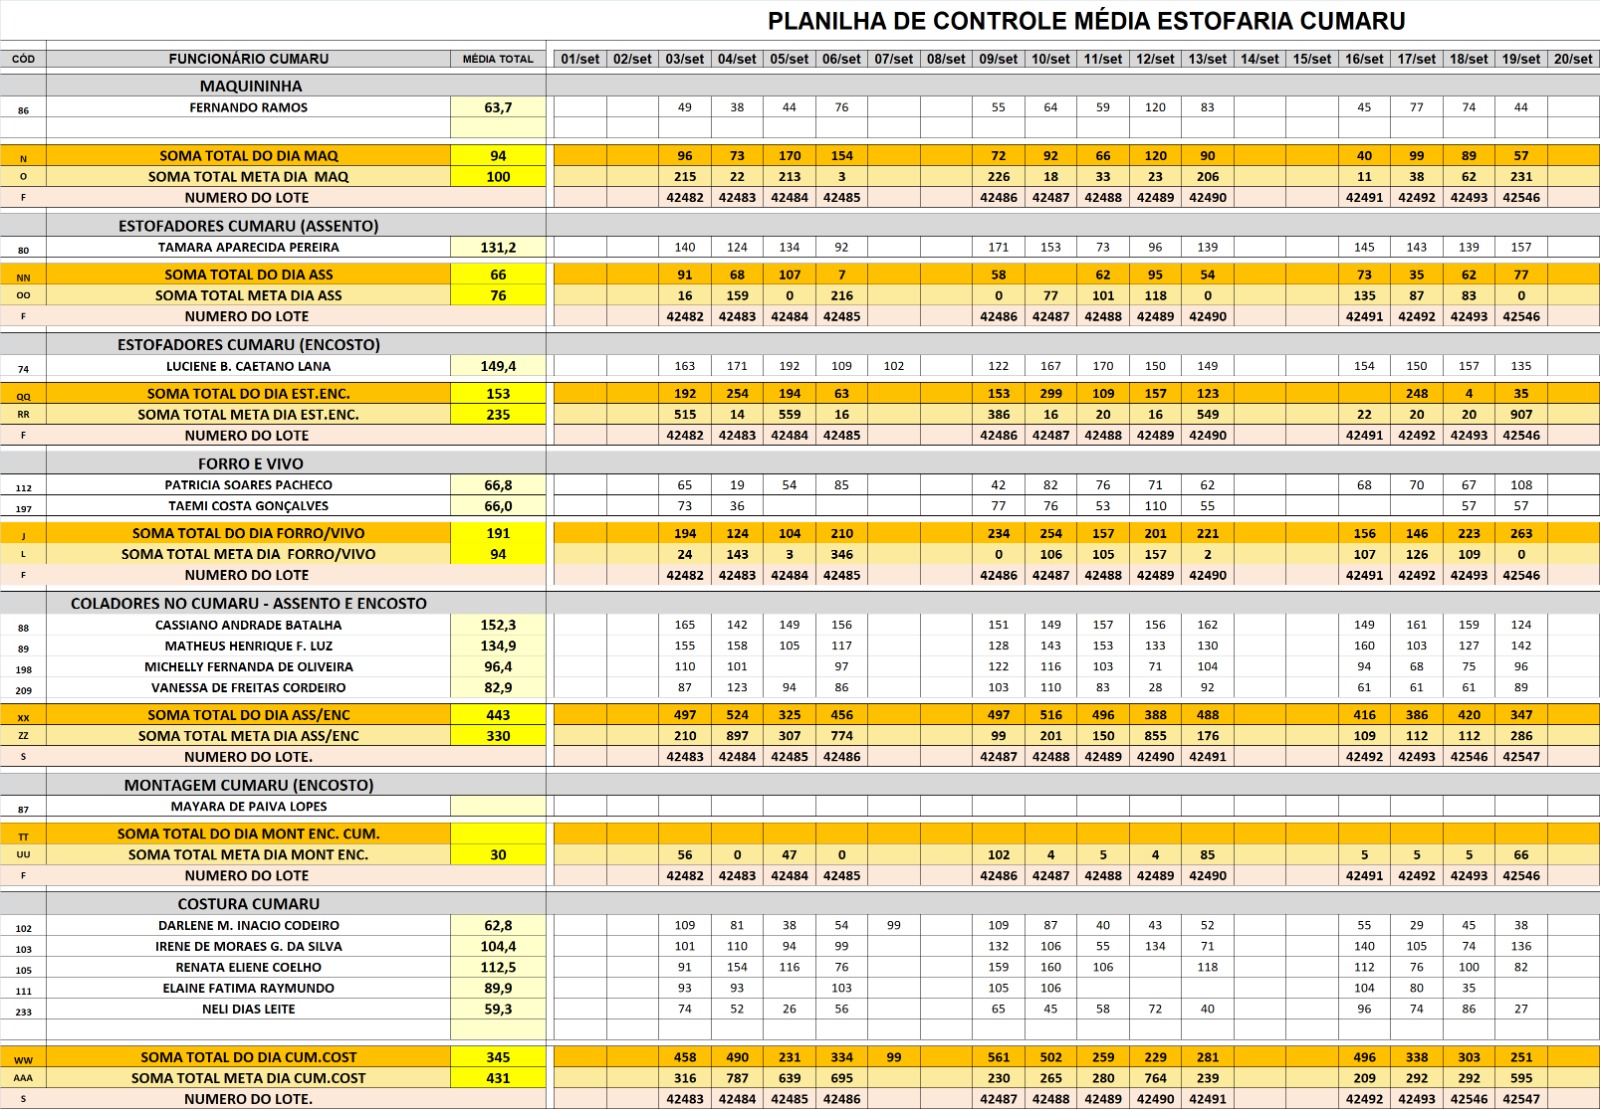 PLANILHA DE CONTROLE MÉDIA ESTOFARIA CUMARU
CÓD FUNCIONÁRIO CUMARU MÉDIA TOTAL 01/set 02/set 03/set 04/set 05/set 06/set 07/set 08/set 09/set 10/set 11/set 12/set 13/set 14/set 15/set 16/set 17/set 18/set 19/set 20/set
MAQUININHA
86 FERNANDO RAMOS 63,7 49 38 44 76 55 64 59 120 83 45 77 74 44
N SOMA TOTAL DO DIA MAQ 94 96 73 170 154 72 92 66 120 90 40 99 89 57
O SOMA TOTAL META DIA MAQ 100 215 22 213 3 226 18 33 23 206 11 38 62 231
F NUMERO DO LOTE 42482 42483 42484 42485 42486 42487 42488 42489 42490 42491 42492 42493 42546
ESTOFADORES CUMARU (ASSENTO)
80 TAMARA APARECIDA PEREIRA 131,2 140 124 134 92 171 153 73 96 139 145 143 139 157
NN SOMA TOTAL DO DIA ASS 66 91 68 107 7 58 62 95 54 73 35 62 77
OO SOMA TOTAL META DIA ASS 76 16 159 0 216 0 77 101 118 0 135 87 83 0
F NUMERO DO LOTE 42482 42483 42484 42485 42486 42487 42488 42489 42490 42491 42492 42493 42546
ESTOFADORES CUMARU (ENCOSTO)
74 LUCIENE B. CAETANO LANA 149,4 163 171 192 109 102 122 167 170 150 149 154 150 157 135
QQ SOMA TOTAL DO DIA EST.ENC. 153 192 254 194 63 153 299 109 157 123 248 4 35
RR SOMA TOTAL META DIA EST.ENC. 235 515 14 559 16 386 16 20 16 549 22 20 20 907
F NUMERO DO LOTE 42482 42483 42484 42485 42486 42487 42488 42489 42490 42491 42492 42493 42546
FORRO E VIVO
112 PATRICIA SOARES PACHECO 66,8 65 19 54 85 42 82 76 71 62 68 70 67 108
197 TAEMI COSTA GONÇALVES 66,0 73 36 77 76 53 110 55 57 57
J SOMA TOTAL DO DIA FORRO/VIVO 191 194 124 104 210 234 254 157 201 221 156 146 223 263
L SOMA TOTAL META DIA FORRO/VIVO 94 24 143 3 346 0 106 105 157 2 107 126 109 0
F NUMERO DO LOTE 42482 42483 42484 42485 42486 42487 42488 42489 42490 42491 42492 42493 42546
COLADORES NO CUMARU - ASSENTO E ENCOSTO
88 CASSIANO ANDRADE BATALHA 152,3 165 142 149 156 151 149 157 156 162 149 161 159 124
89 MATHEUS HENRIQUE F. LUZ 134,9 155 158 105 117 128 143 153 133 130 160 103 127 142
198 MICHELLY FERNANDA DE OLIVEIRA 96,4 110 101 97 122 116 103 71 104 94 68 75 96
209 VANESSA DE FREITAS CORDEIRO 82,9 87 123 94 86 103 110 83 28 92 61 61 61 89
XX SOMA TOTAL DO DIA ASS/ENC 443 497 524 325 456 497 516 496 388 488 416 386 420 347
ZZ SOMA TOTAL META DIA ASS/ENC 330 210 897 307 774 99 201 150 855 176 109 112 112 286
S NUMERO DO LOTE. 42483 42484 42485 42486 42487 42488 42489 42490 42491 42492 42493 42546 42547
MONTAGEM CUMARU (ENCOSTO)
87 MAYARA DE PAIVA LOPES
TT SOMA TOTAL DO DIA MONT ENC. CUM.
UU SOMA TOTAL META DIA MONT ENC. 30 56 0 47 0 102 4 5 4 85 5 5 5 66
F NUMERO DO LOTE 42482 42483 42484 42485 42486 42487 42488 42489 42490 42491 42492 42493 42546
COSTURA CUMARU
102 DARLENE M. INACIO CODEIRO 62,8 109 81 38 54 99 109 87 40 43 52 55 29 45 38
103 IRENE DE MORAES G. DA SILVA 104,4 101 110 94 99 132 106 55 134 71 140 105 74 136
105 RENATA ELIENE COELHO 112,5 91 154 116 76 159 160 106 118 112 76 100 82
111 ELAINE FATIMA RAYMUNDO 89,9 93 93 103 105 106 104 80 35
233 NELI DIAS LEITE 59,3 74 52 26 56 65 45 58 72 40 96 74 86 27
WW SOMA TOTAL DO DIA CUM.COST 345 458 490 231 334 99 561 502 259 229 281 496 338 303 251
AAA SOMA TOTAL META DIA CUM.COST 431 316 787 639 695 230 265 280 764 239 209 292 292 595
S NUMERO DO LOTE. 42483 42484 42485 42486 42487 42488 42489 42490 42491 42492 42493 42546 42547